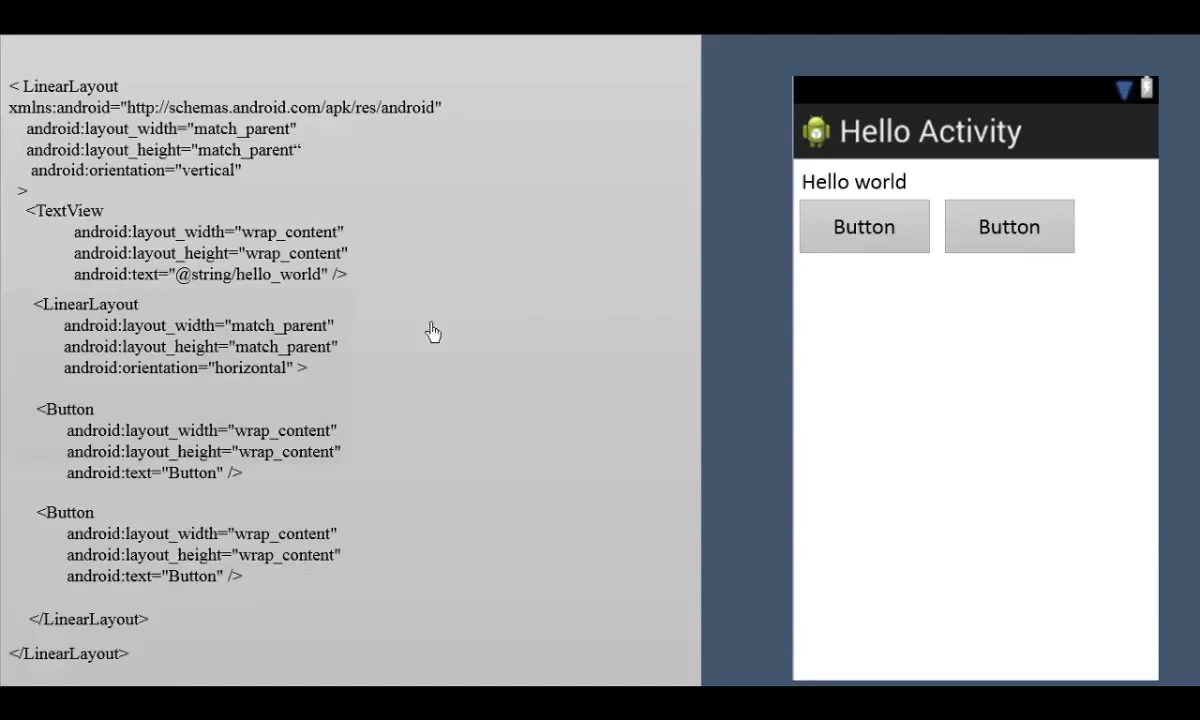 < LinearLayout
xmlns:android="http://schemas.android.com/apk/res/android"
android:layout_width="match_parent"
android:layout_height="match_parent“
android:orientation="vertical"
>
<TextView
android:layout_width="wrap_content"
android:layout_height="wrap_content"
android:text="@string/hello_world" />
<LinearLayout
android:layout_width="match_parent"
android:layout_height="match_parent"
android:orientation="horizontal" >
<Button
android:layout_width="wrap_content"
android:layout_height="wrap_content"
android:text="Button" />
<Button
android:layout_width="wrap_content"
android:layout_height="wrap_content"
android:text="Button" />
</LinearLayout>
</LinearLayout>
Hello Activity
Hello world
Button Button